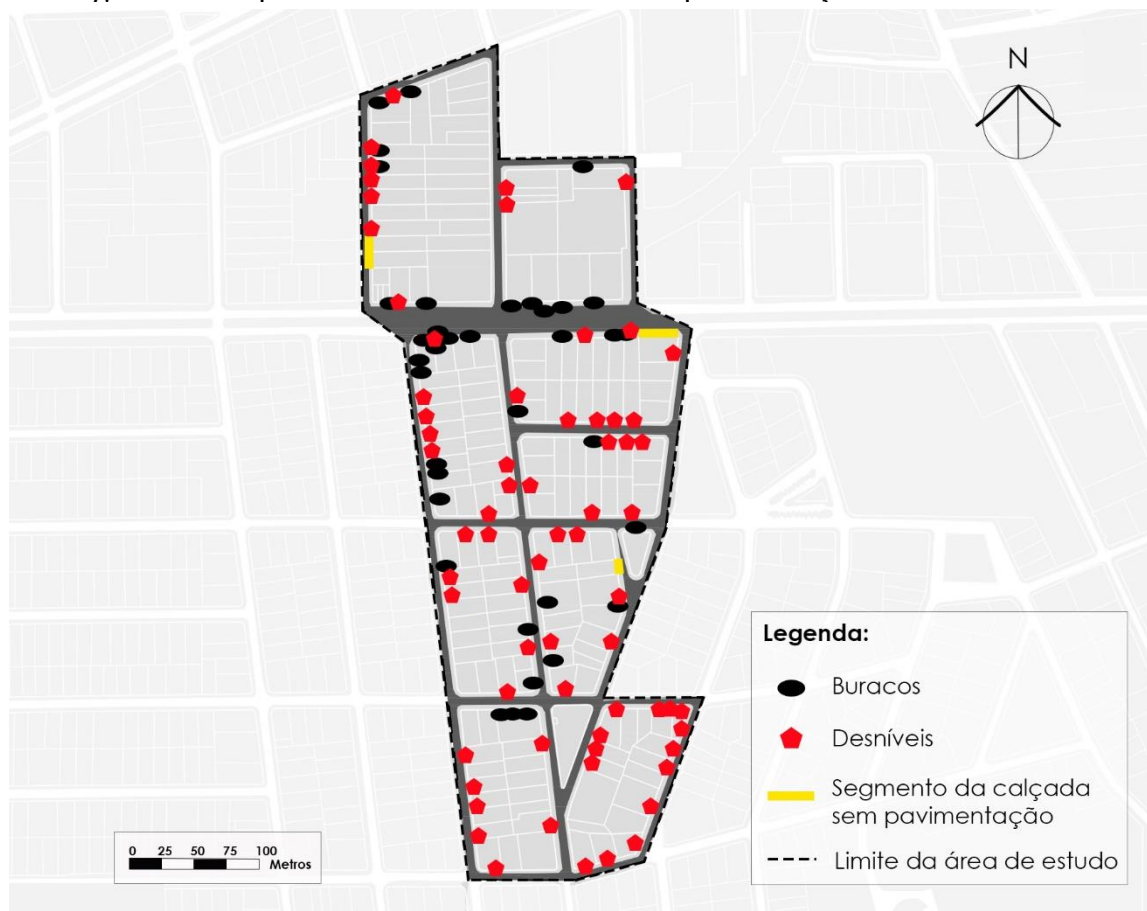 N
Legenda:
Buracos
Desníveis
Segmento da calçada
sem pavimentação
Limite da área de estudo
0 25 50 75 100
Metros